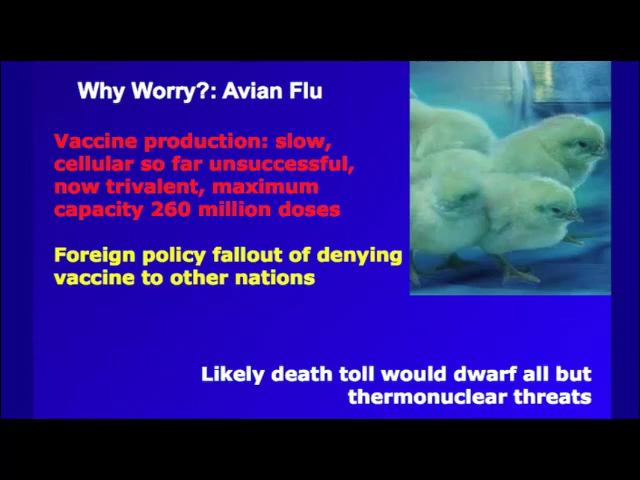 Why Worry?: Avian Flu
Vaccine production: slow,
cellular so far unsuccessful,
now trivalent, maximum
capacity 260 million doses
Foreign policy fallout of denying
vaccine to other nations
Likely death toll would dwarf all but
thermonuclear threats